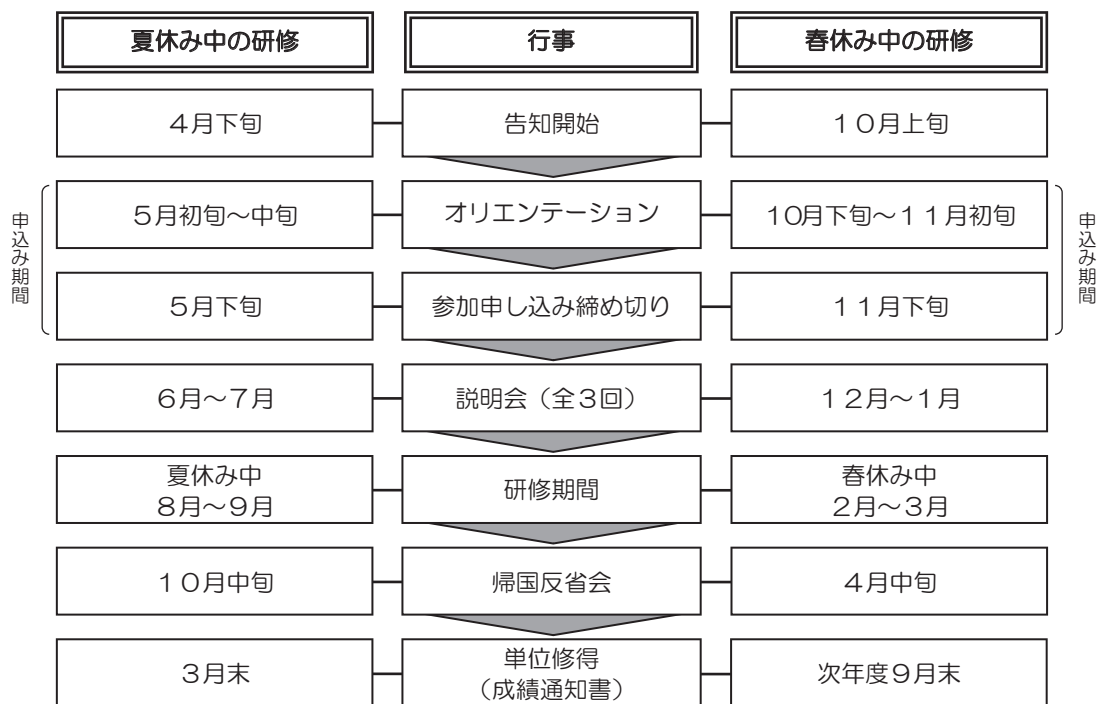 夏休み中の研修
行事
春休み中の研修
4月下旬
告知開始
10月上旬
申込み期間
5月初旬～中旬
オリエンテーション
10月下旬～11月初旬
申込み期間
5月下旬
参加申し込み締め切り
11月下旬
6月～7月
説明会（全3回）
12月～1月
夏休み中
8月～9月
研修期間
春休み中
2月～3月
10月中旬
帰国反省会
4月中旬
3月末
単位修得
（成績通知書）
次年度9月末